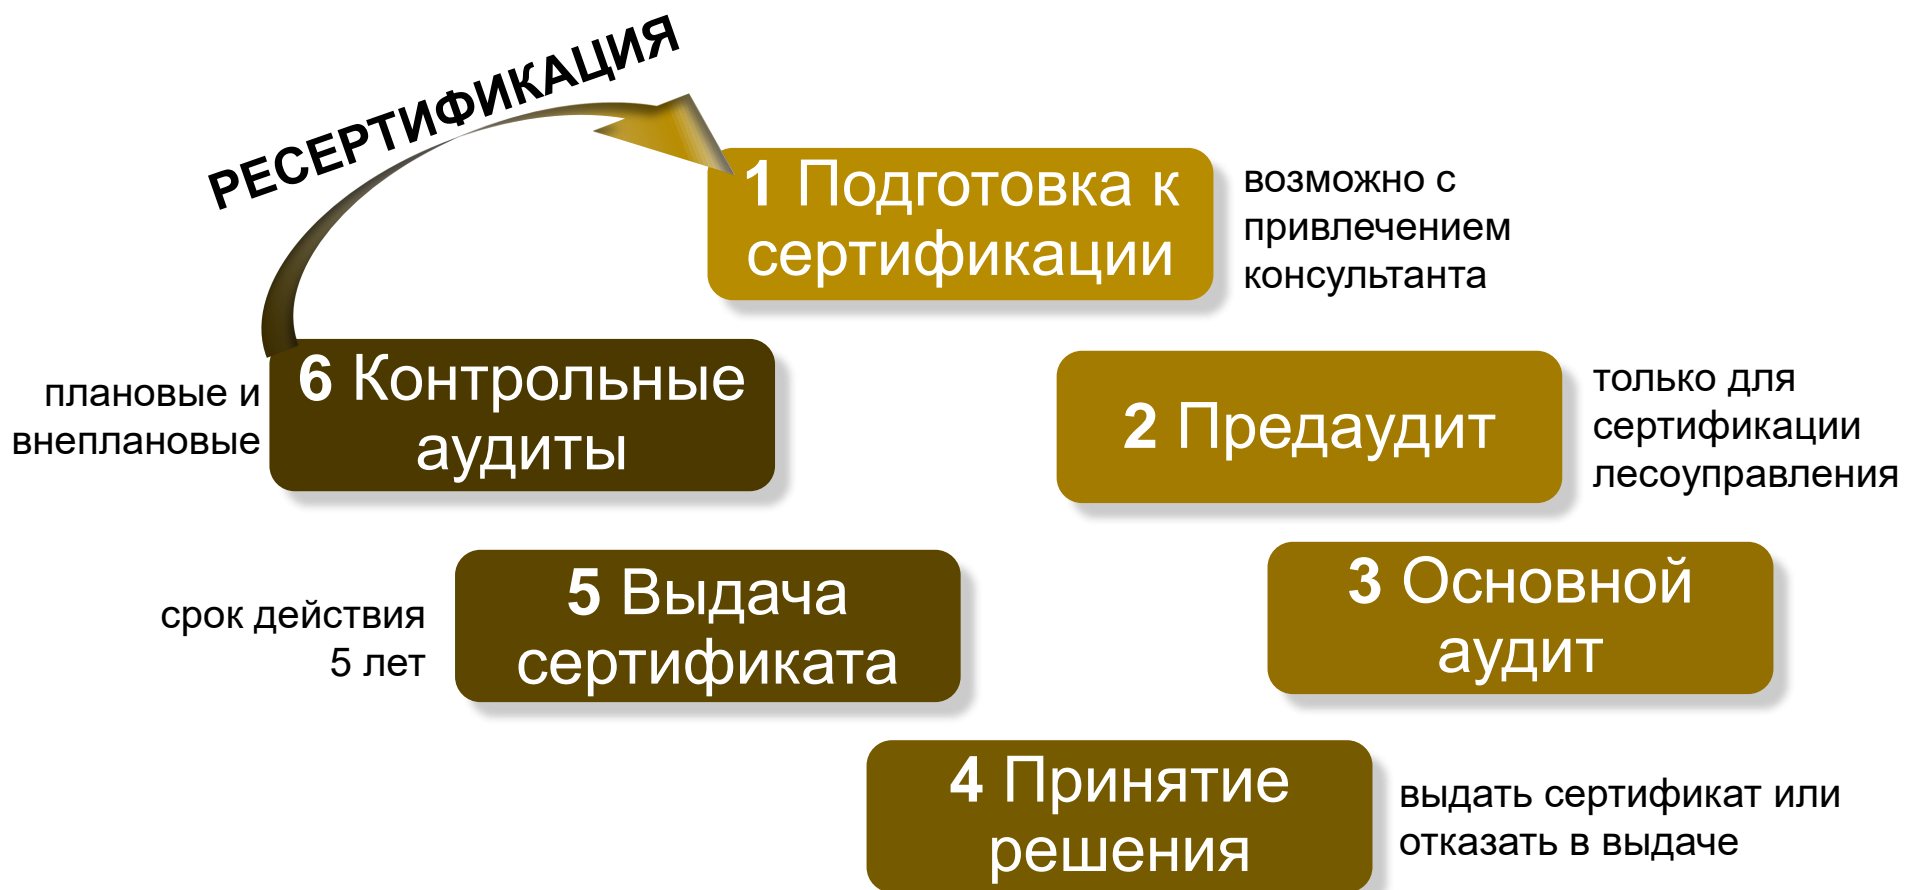 РЕСЕРТИФИКАЦИЯ
1 Подготовка к
сертификации
возможно с
привлечением
консультанта
2 Предаудит
только для
сертификации
лесоуправления
3 Основной
аудит
4 Принятие
решения
выдать сертификат или
отказать в выдаче
5 Выдача
сертификата
срок действия
5 лет
6 Контрольные
аудиты
плановые и
внеплановые